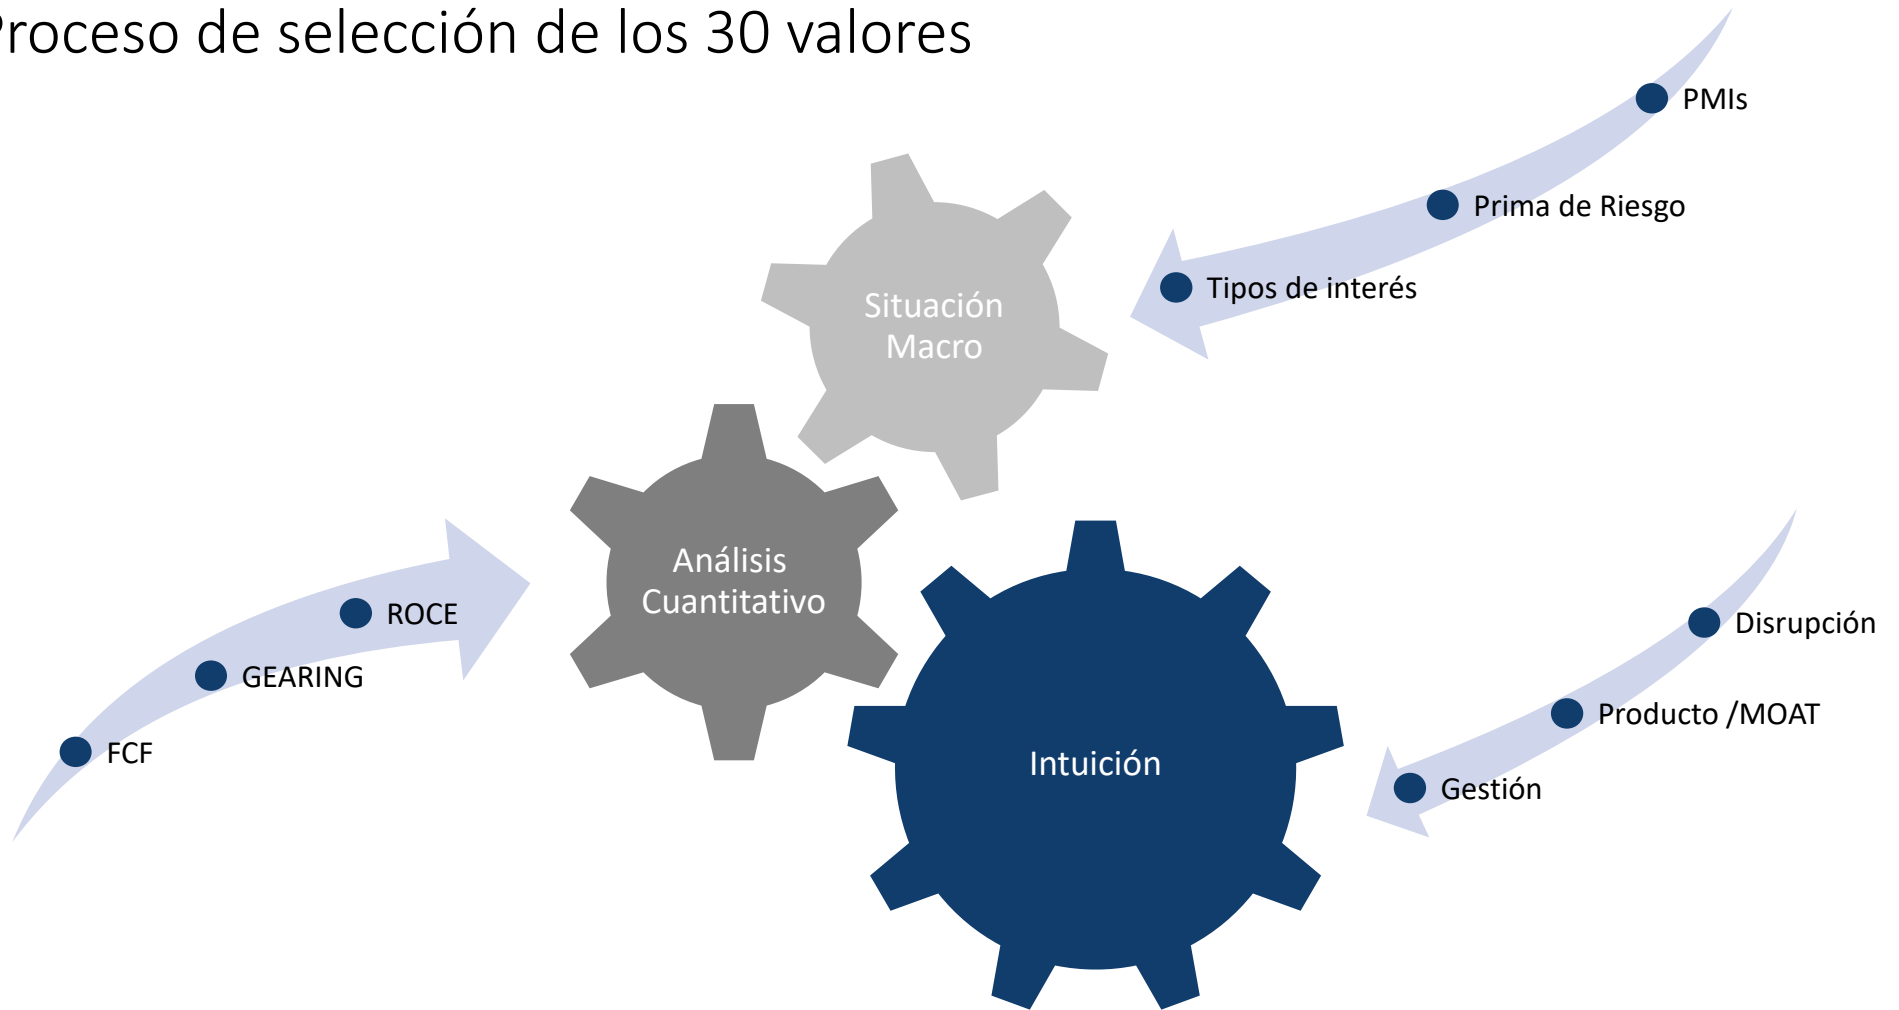 Proceso de selección de los 30 valores
PMIs
Prima de Riesgo
Tipos de interés
Situación
Macro
Análisis
Cuantitativo
ROCE
GEARING
FCF
Intuición
Disrupción
Producto /MOAT
Gestión